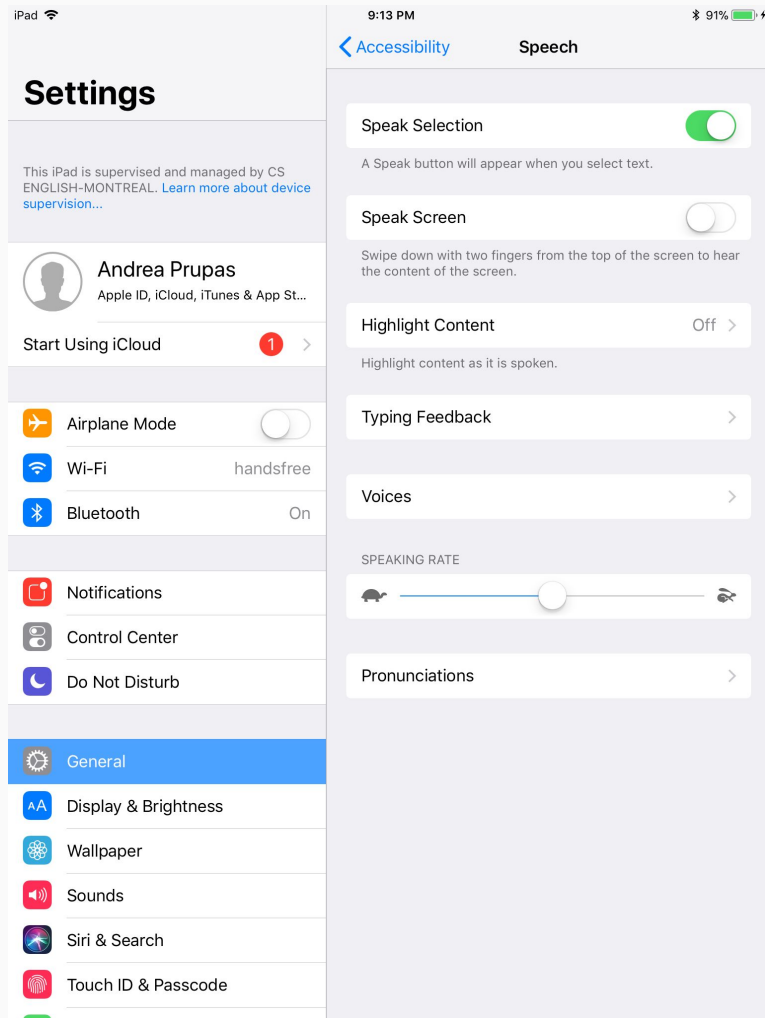 iPad
9:13 PM
91%
Settings
This iPad is supervised and managed by CS
ENGLISH-MONTREAL. Learn more about device
supervision...
Andrea Prupas
Apple ID, iCloud, iTunes & App St...
Start Using iCloud
1
Airplane Mode
Wi-Fi
handsfree
Bluetooth
On
Notifications
Control Center
Do Not Disturb
General
AA
Display & Brightness
Wallpaper
Sounds
Siri & Search
Touch ID & Passcode
Accessibility
Speech
Speak Selection
A Speak button will appear when you select text.
Speak Screen
Swipe down with two fingers from the top of the screen to hear
the content of the screen.
Highlight Content
Off
Highlight content as it is spoken.
Typing Feedback
Voices
SPEAKING RATE
Pronunciations